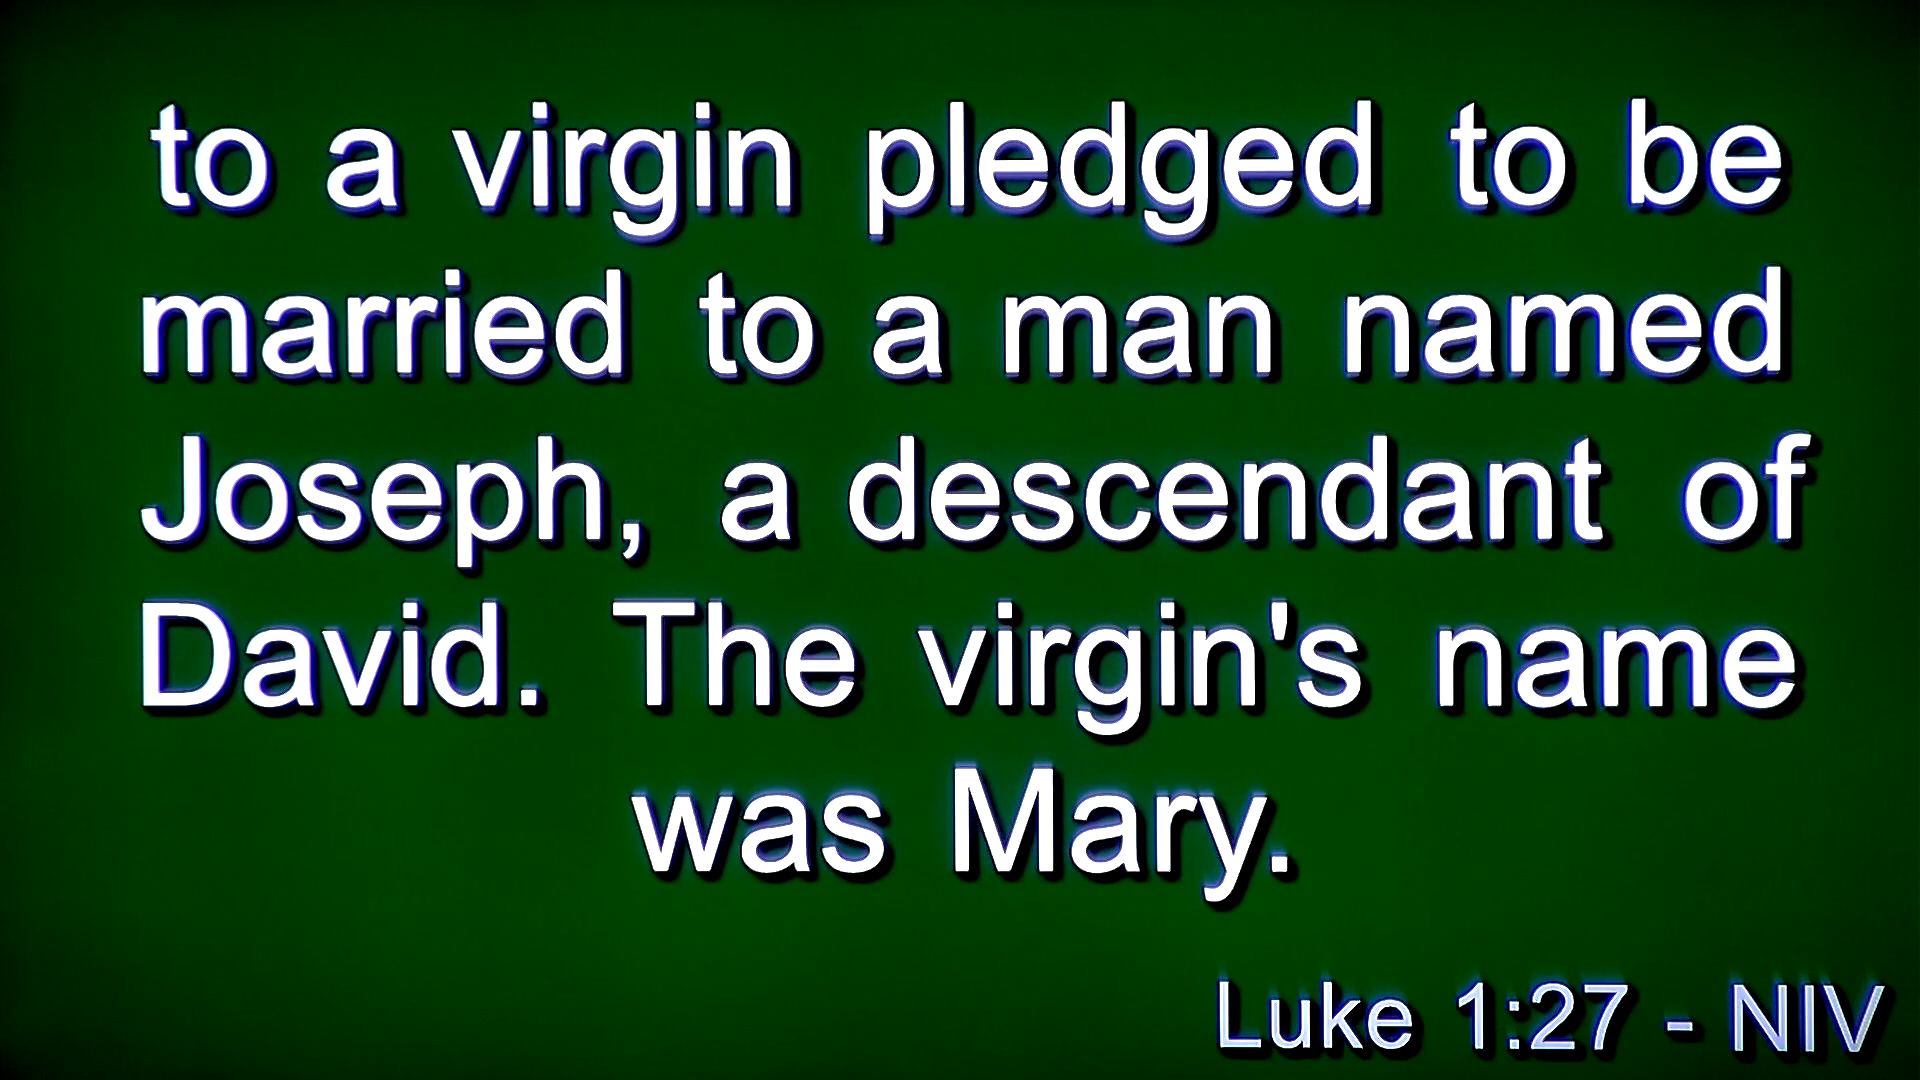 to a virgin pledged to be
married to a man named
Joseph, a descendant of
David. The virgin's name
was Mary.
Luke 1:27 - NIV